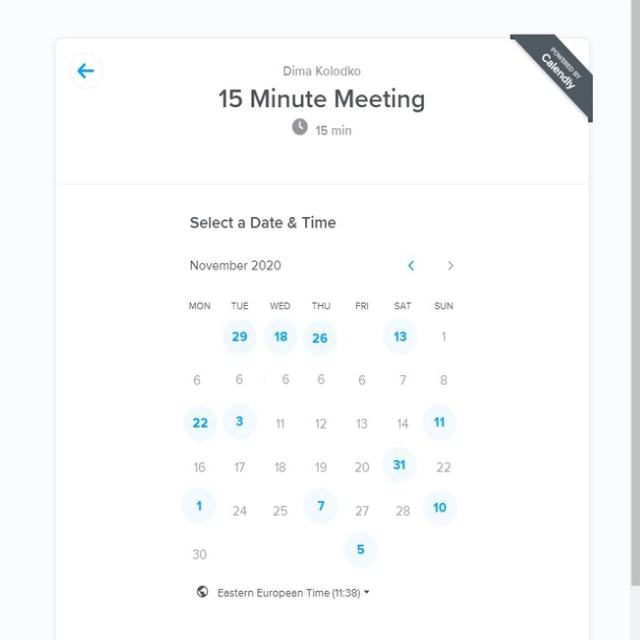 POWERED BY
Calendly
Dima Kolodko
15 Minute Meeting
15 min
Select a Date & Time
November 2020
MON TUE WED THU FRI SAT SUN
29 18 26 13 1
6 6 6 6 6 7 8
22 3 11 12 13 14 11
16 17 18 19 20 31 22
1 24 25 7 27 28 10
30 5
Eastern European Time (11:38)